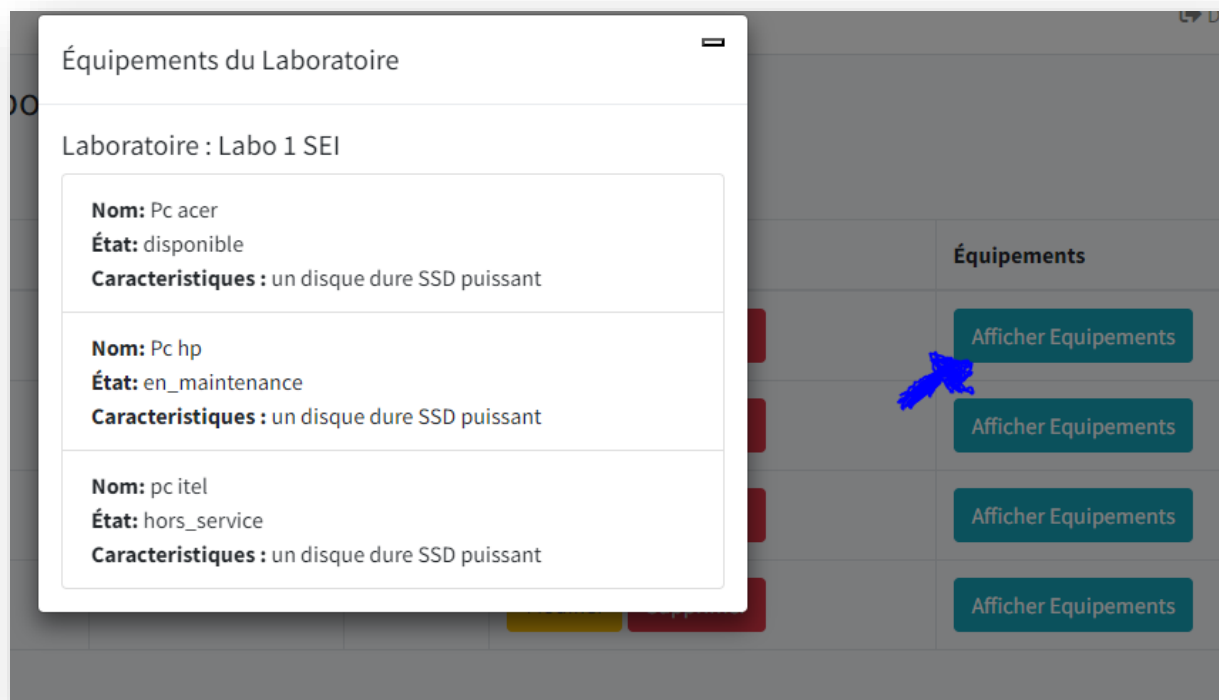 Équipements du Laboratoire
Laboratoire : Labo 1 SEI
Nom: Pc acer
État: disponible
Caracteristiques : un disque dure SSD puissant
Nom: Pc hp
État: en_maintenance
Caracteristiques : un disque dure SSD puissant
Nom: pc itel
État: hors_service
Caracteristiques : un disque dure SSD puissant
Équipements
Afficher Equipements
Afficher Equipements
Afficher Equipements
Afficher Equipements